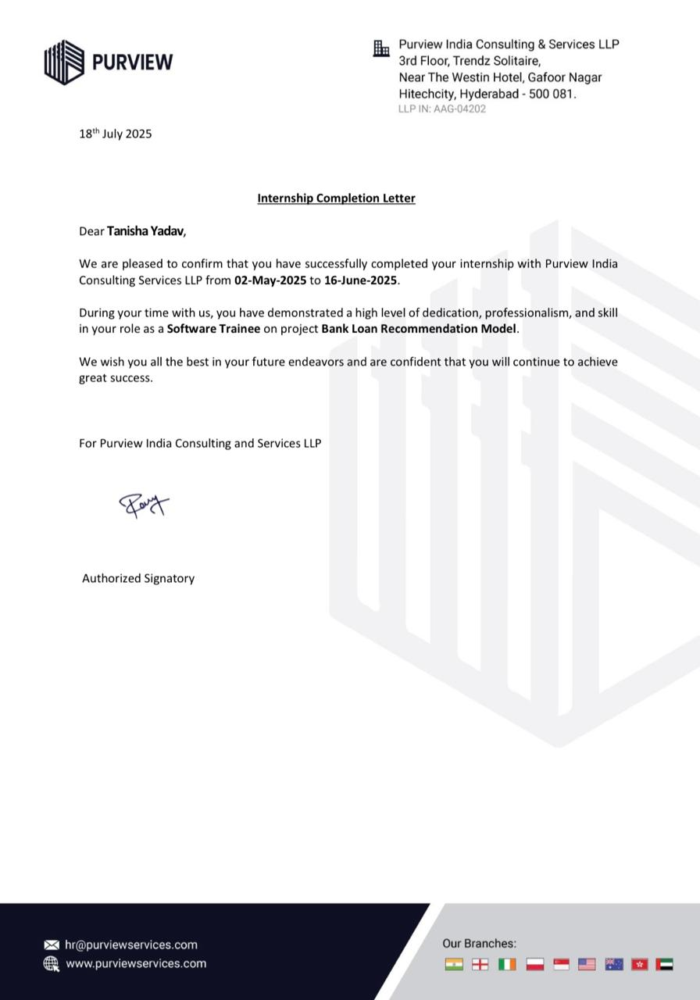 PURVIEW
Purview India Consulting & Services LLP
3rd Floor, Trendz Solitaire,
Near The Westin Hotel, Gafoor Nagar
Hitechcity, Hyderabad - 500 081.
LLP IN: AAG-04202
18th July 2025
Internship Completion Letter
Dear Tanisha Yadav,
We are pleased to confirm that you have successfully completed your internship with Purview India
Consulting Services LLP from 02-May-2025 to 16-June-2025.
During your time with us, you have demonstrated a high level of dedication, professionalism, and skill
in your role as a Software Trainee on project Bank Loan Recommendation Model.
We wish you all the best in your future endeavors and are confident that you will continue to achieve
great success.
For Purview India Consulting and Services LLP
Authorized Signatory
hr@purviewservices.com
www.purviewservices.com
Our Branches: